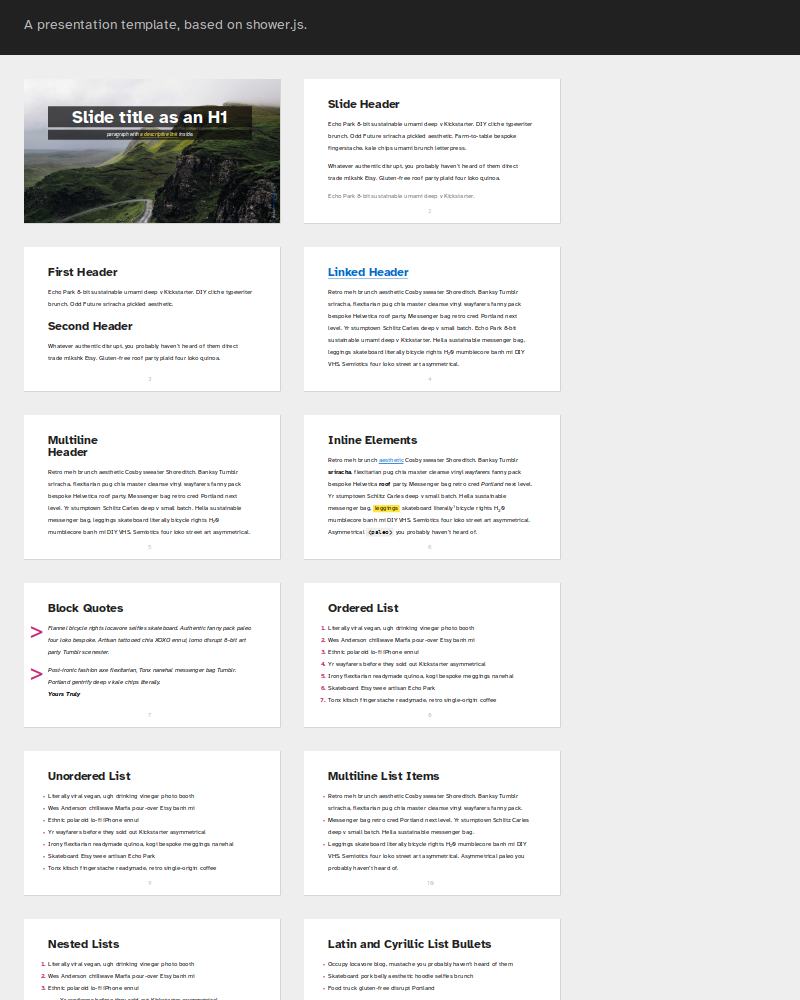 A presentation template, based on shower.js.
Slide title as an H1
paragraph with a descriptive link inside.
Slide Header
Echo Park 8-bit sustainable umami deep v Kickstarter. DIY cliche typewriter
brunch. Odd Future sriracha pickled aesthetic. Farm-to-table bespoke
fingerstache, kale chips umami brunch letterpress.
Whatever authentic disrupt, you probably haven't heard of them direct
trade mlkshk Etsy. Gluten-free roof party plaid four loko quinoa.
Echo Park 8-bit sustainable umami deep v Kickstarter.
2
First Header
Echo Park 8-bit sustainable umami deep v Kickstarter. DIY cliche typewriter
brunch. Odd Future sriracha pickled aesthetic.
Second Header
Whatever authentic disrupt, you probably haven't heard of them direct
trade mlkshk Etsy. Gluten-free roof party plaid four loko quinoa.
3
Linked Header
Retro meh brunch aesthetic Cosby sweater Shoreditch. Banksy Tumblr
sriracha, flexitarian pug chia master cleanse vinyl wayfarers fanny pack
bespoke Helvetica roof party. Messenger bag retro cred Portland next
level. Yr stumptown Schlitz Carles deep v small batch. Echo Park 8-bit
sustainable umami deep v Kickstarter. Hella sustainable messenger bag,
leggings skateboard literally bicycle rights H₂0 mumblecore banh mi DIY
VHS. Semiotics four loko street art asymmetrical.
4
Multiline
Header
Retro meh brunch aesthetic Cosby sweater Shoreditch. Banksy Tumblr
sriracha, flexitarian pug chia master cleanse vinyl wayfarers fanny pack
bespoke Helvetica roof party. Messenger bag retro cred Portland next
level. Yr stumptown Schlitz Carles deep v small batch. Hella sustainable
messenger bag, leggings skateboard literally bicycle rights H₂0
mumblecore banh mi DIY VHS. Semiotics four loko street art asymmetrical.
5
Inline Elements
Retro meh brunch aesthetic Cosby sweater Shoreditch. Banksy Tumblr
sriracha, flexitarian pug chia master cleanse vinyl wayfarers fanny pack
bespoke Helvetica roof party. Messenger bag retro cred Portland next level.
Yr stumptown Schlitz Carles deep v small batch. Hella sustainable
messenger bag, leggings skateboard literally¹ bicycle rights H₂0
mumblecore banh mi DIY VHS. Semiotics four loko street art asymmetrical.
Asymmetrical <paleo> you probably haven't heard of.
6
Block Quotes
> Flannel bicycle rights locavore selfies skateboard. Authentic fanny pack paleo
four loko bespoke. Artisan tattooed chia XOXO ennui, lomo disrupt 8-bit art
party Tumblr scenester.
> Post-ironic fashion axe flexitarian, Tonx narwhal messenger bag Tumblr.
Portland gentrify deep v kale chips literally.
Yours Truly
7
Ordered List
1. Literally viral vegan, ugh drinking vinegar photo booth
2. Wes Anderson chillwave Marfa pour-over Etsy banh mi
3. Ethnic polaroid lo-fi iPhone ennui
4. Yr wayfarers before they sold out Kickstarter asymmetrical
5. Irony flexitarian readymade quinoa, kogi bespoke meggings narwhal
6. Skateboard Etsy twee artisan Echo Park
7. Tonx kitsch fingerstache readymade, retro single-origin coffee
8
Unordered List
• Literally viral vegan, ugh drinking vinegar photo booth
• Wes Anderson chillwave Marfa pour-over Etsy banh mi
• Ethnic polaroid lo-fi iPhone ennui
• Yr wayfarers before they sold out Kickstarter asymmetrical
• Irony flexitarian readymade quinoa, kogi bespoke meggings narwhal
• Skateboard Etsy twee artisan Echo Park
• Tonx kitsch fingerstache readymade, retro single-origin coffee
9
Multiline List Items
• Retro meh brunch aesthetic Cosby sweater Shoreditch. Banksy Tumblr
sriracha, flexitarian pug chia master cleanse vinyl wayfarers fanny pack.
• Messenger bag retro cred Portland next level. Yr stumptown Schlitz Carles
deep v small batch. Hella sustainable messenger bag.
• Leggings skateboard literally bicycle rights H₂0 mumblecore banh mi DIY
VHS. Semiotics four loko street art asymmetrical. Asymmetrical paleo you
probably haven't heard of.
10
Nested Lists
1. Literally viral vegan, ugh drinking vinegar photo booth
2. Wes Anderson chillwave Marfa pour-over Etsy banh mi
3. Ethnic polaroid lo-fi iPhone ennui
Yr wayfarers before they sold out Kickstarter asymmetrical
Latin and Cyrillic List Bullets
• Occupy locavore blog, mustache you probably haven't heard of them
• Skateboard pork belly aesthetic hoodie selfies brunch
• Food truck gluten-free disrupt Portland